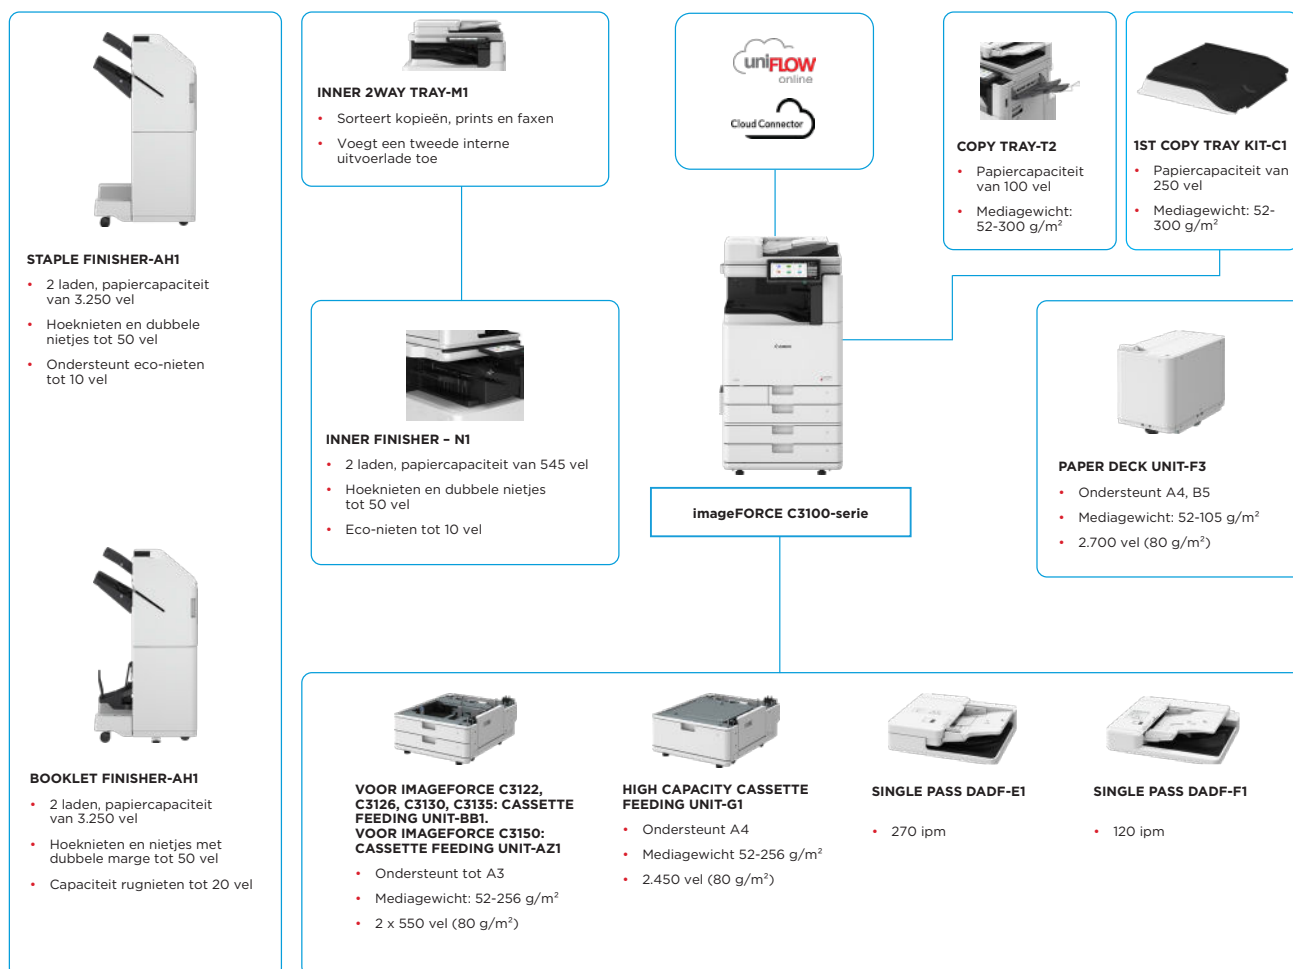 STAPLE FINISHER-AH1
• 2 laden, papiercapaciteit
van 3.250 vel
• Hoeknieten en dubbele
nietjes tot 50 vel
• Ondersteunt eco-nieten
tot 10 vel
BOOKLET FINISHER-AH1
• 2 laden, papiercapaciteit
van 3.250 vel
• Hoeknieten en nietjes met
dubbele marge tot 50 vel
• Capaciteit rugnieten tot 20 vel
INNER 2WAY TRAY-M1
• Sorteert kopieën, prints en faxen
• Voegt een tweede interne
uitvoerlade toe
INNER FINISHER – N1
• 2 laden, papiercapaciteit van 545 vel
• Hoeknieten en dubbele nietjes
tot 50 vel
• Eco-nieten tot 10 vel
uniFLOW
online
Cloud Connector
Canon
imageFORCE C3100-serie
COPY TRAY-T2
• Papiercapaciteit
van 100 vel
• Mediagewicht:
52-300 g/m²
1ST COPY TRAY KIT-C1
• Papiercapaciteit van
250 vel
• Mediagewicht: 52-
300 g/m²
PAPER DECK UNIT-F3
• Ondersteunt A4, B5
• Mediagewicht: 52-105 g/m²
• 2.700 vel (80 g/m²)
VOOR IMAGEFORCE C3122,
C3126, C3130, C3135: CASSETTE
FEEDING UNIT-BB1.
VOOR IMAGEFORCE C3150:
CASSETTE FEEDING UNIT-AZ1
• Ondersteunt tot A3
• Mediagewicht: 52-256 g/m²
• 2 x 550 vel (80 g/m²)
HIGH CAPACITY CASSETTE
FEEDING UNIT-G1
• Ondersteunt A4
• Mediagewicht 52-256 g/m²
• 2.450 vel (80 g/m²)
SINGLE PASS DADF-E1
• 270 ipm
SINGLE PASS DADF-F1
• 120 ipm